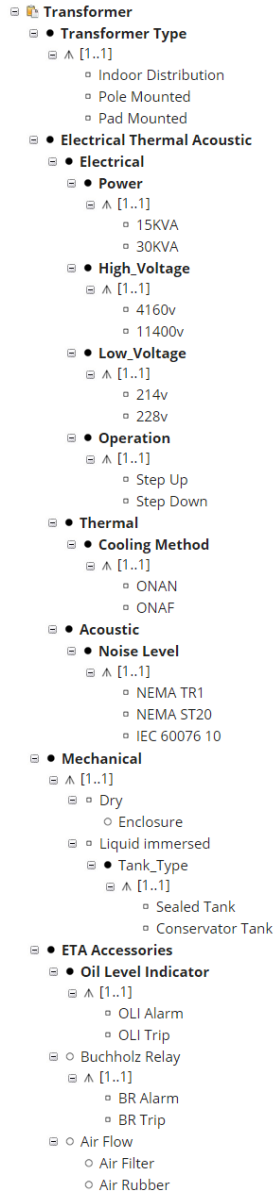 Transformer
Transformer Type
[1..1]
Indoor Distribution
Pole Mounted
Pad Mounted
Electrical Thermal Acoustic
Electrical
Power
[1..1]
15KVA
30KVA
High_Voltage
[1..1]
4160v
11400v
Low_Voltage
[1..1]
214v
228v
Operation
[1..1]
Step Up
Step Down
Thermal
Cooling Method
[1..1]
ONAN
ONAF
Acoustic
Noise Level
[1..1]
NEMA TR1
NEMA ST20
IEC 60076 10
Mechanical
[1..1]
Dry
Enclosure
Liquid immersed
Tank_Type
[1..1]
Sealed Tank
Conservator Tank
ETA Accessories
Oil Level Indicator
[1..1]
OLI Alarm
OLI Trip
Buchholz Relay
[1..1]
BR Alarm
BR Trip
Air Flow
Air Filter
Air Rubber